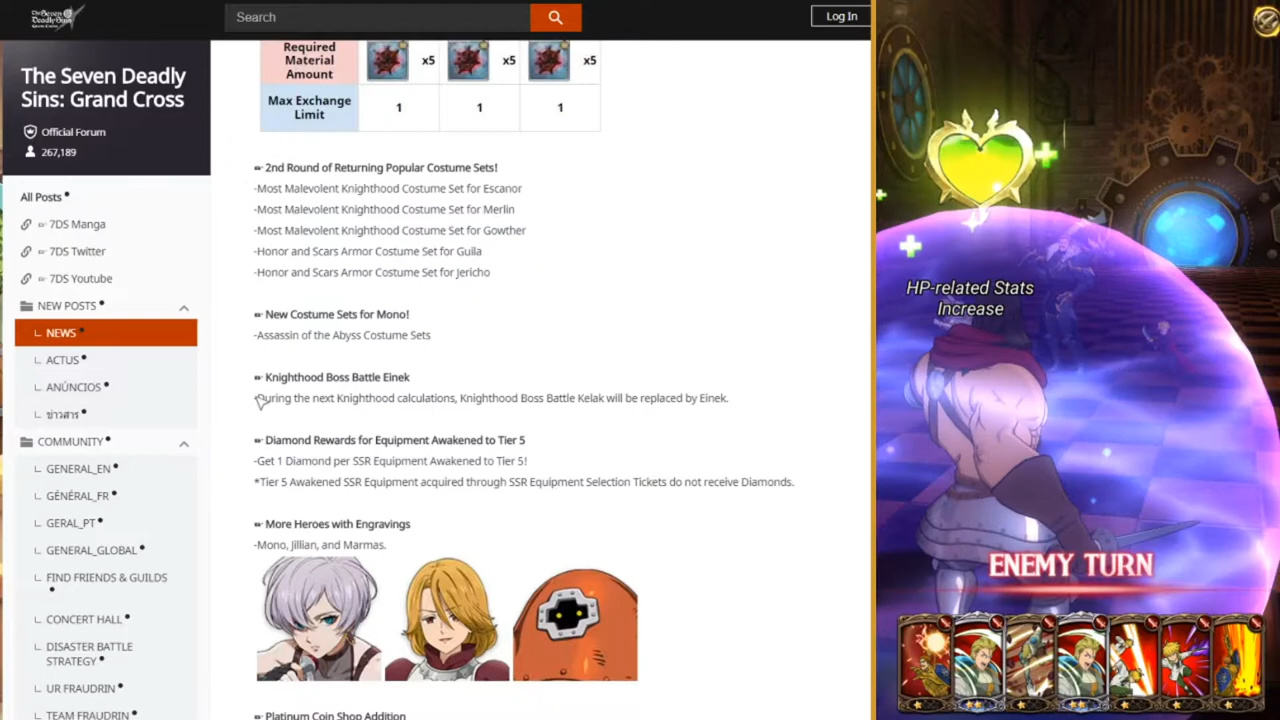 The Seven
Deadly Sins
GRAND CROSS
Search
Log In
The Seven Deadly
Sins: Grand Cross
Official Forum
267,189
All Posts
7DS Manga
7DS Twitter
7DS Youtube
NEW POSTS
NEWS
ACTUS
ANÚNCIOS
ข่าวสาร
COMMUNITY
GENERAL_EN
GÉNÉRAL_FR
GERAL_PT
GENERAL_GLOBAL
FIND FRIENDS & GUILDS
CONCERT HALL
DISASTER BATTLE
STRATEGY
UR FRAUDRIN
TEAM FRAUDRIN
Required
Material
Amount
x5 x5 x5
Max Exchange
Limit
1 1 1
2nd Round of Returning Popular Costume Sets!
-Most Malevolent Knighthood Costume Set for Escanor
-Most Malevolent Knighthood Costume Set for Merlin
-Most Malevolent Knighthood Costume Set for Gowther
-Honor and Scars Armor Costume Set for Guila
-Honor and Scars Armor Costume Set for Jericho
New Costume Sets for Mono!
-Assassin of the Abyss Costume Sets
Knighthood Boss Battle Einek
-During the next Knighthood calculations, Knighthood Boss Battle Kelak will be replaced by Einek.
Diamond Rewards for Equipment Awakened to Tier 5
-Get 1 Diamond per SSR Equipment Awakened to Tier 5!
*Tier 5 Awakened SSR Equipment acquired through SSR Equipment Selection Tickets do not receive Diamonds.
More Heroes with Engravings
-Mono, Jillian, and Marmas.
Platinum Coin Shop Addition
HP-related Stats
Increase
ENEMY TURN